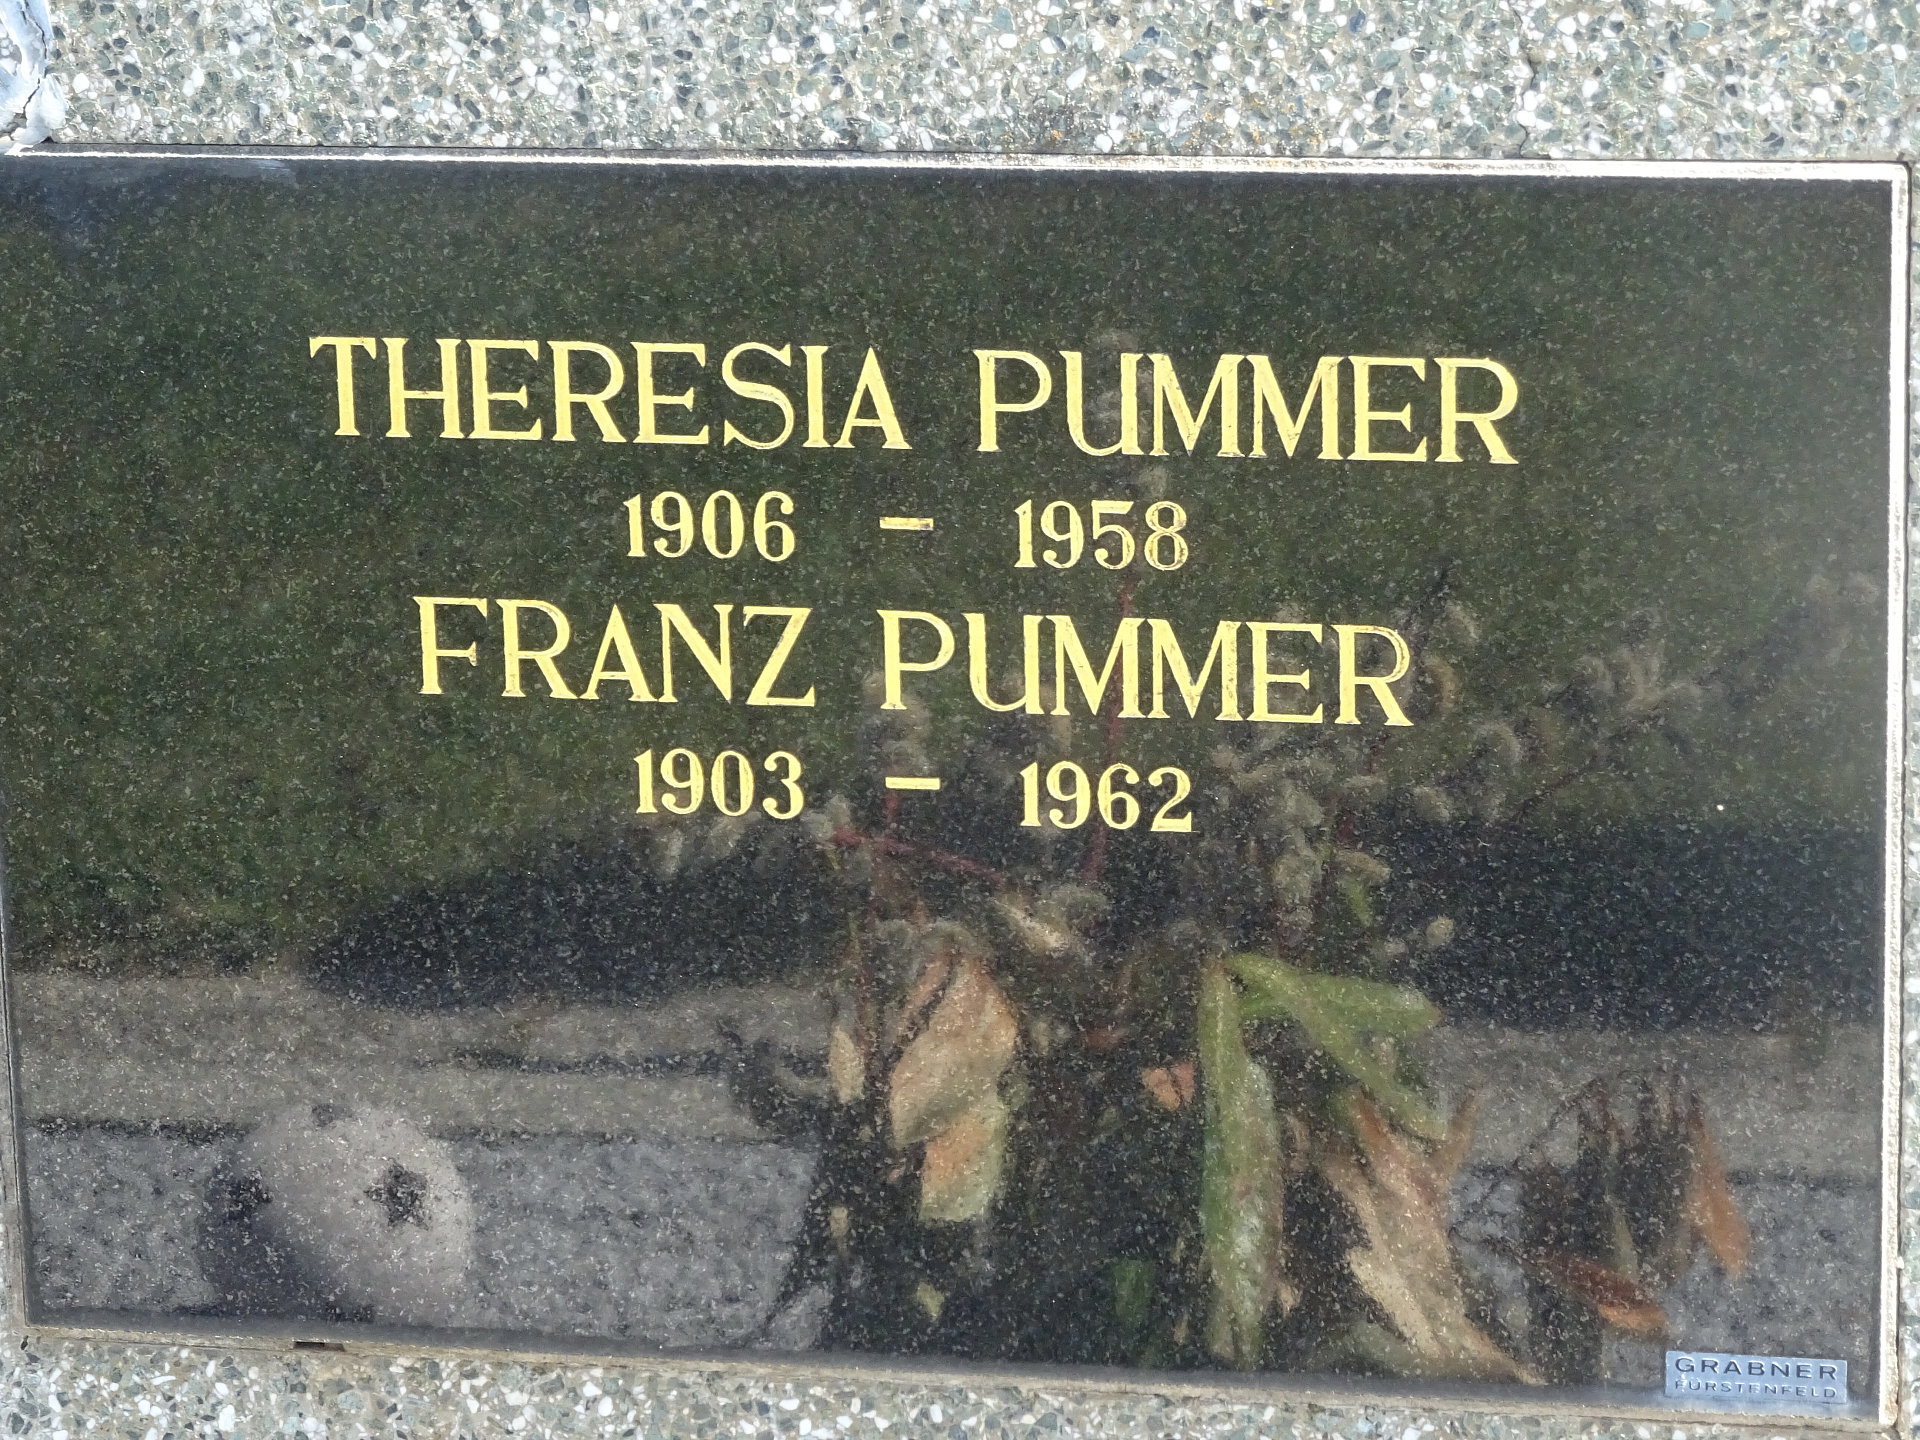 THERESIA PUMMER
1906 – 1958
FRANZ PUMMER
1903 – 1962
GRABNER
FÜRSTENFELD